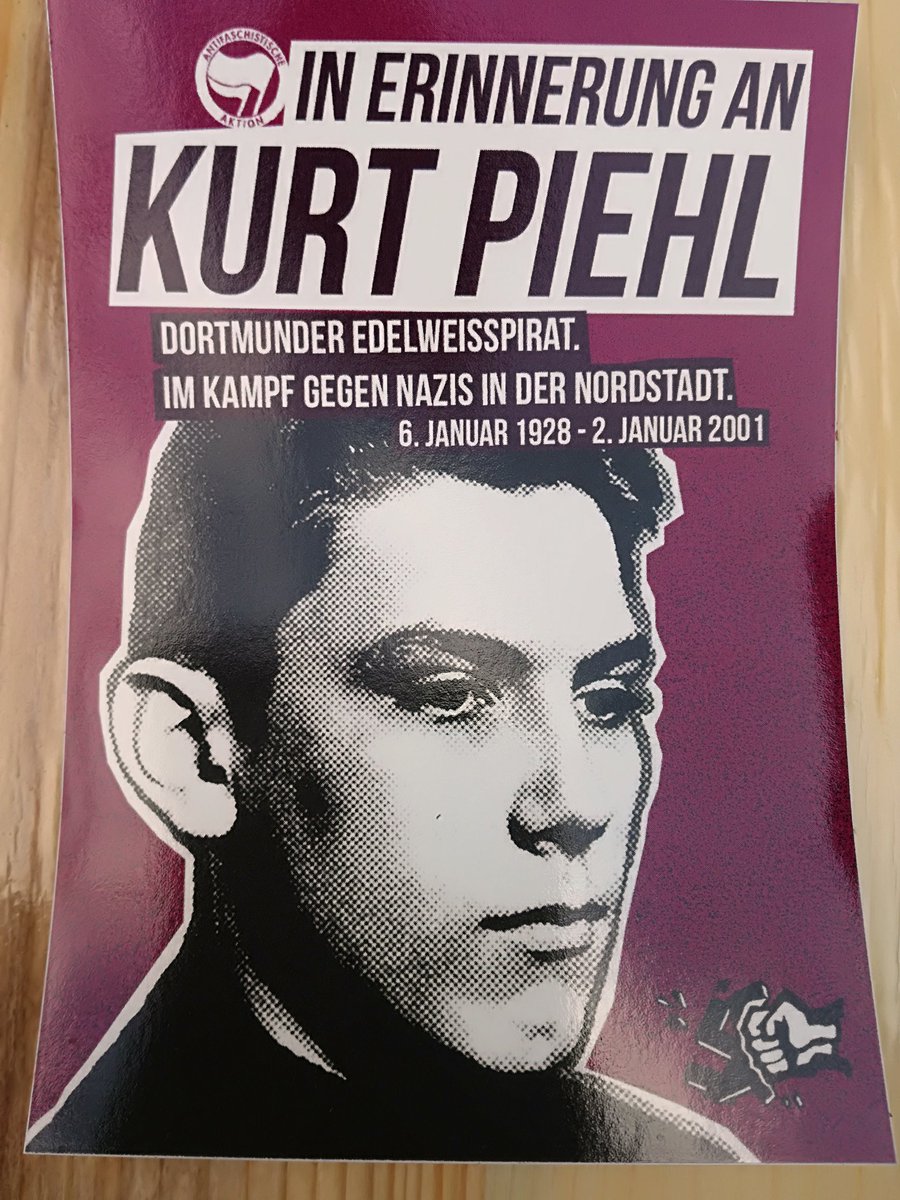 ANTIFASCHISTISCHE
AKTION
IN ERINNERUNG AN
KURT PIEHL
DORTMUNDER EDELWEISSPIRAT.
IM KAMPF GEGEN NAZIS IN DER NORDSTADT.
6. JANUAR 1928 - 2. JANUAR 2001